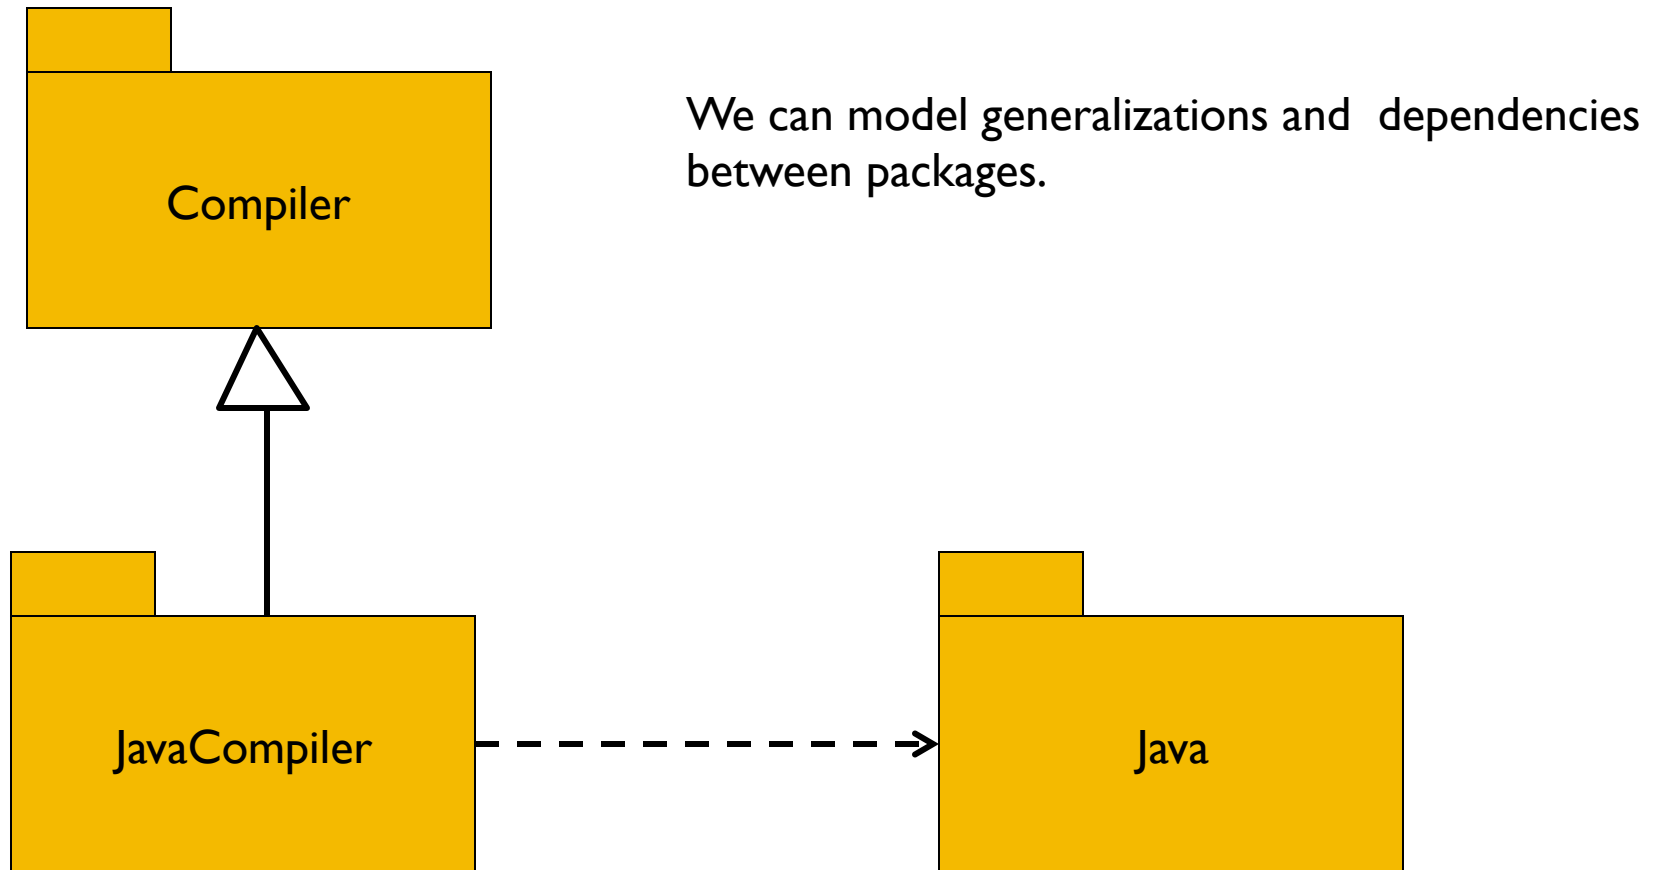 We can model generalizations and  dependencies
between packages.
Compiler
JavaCompiler
Java